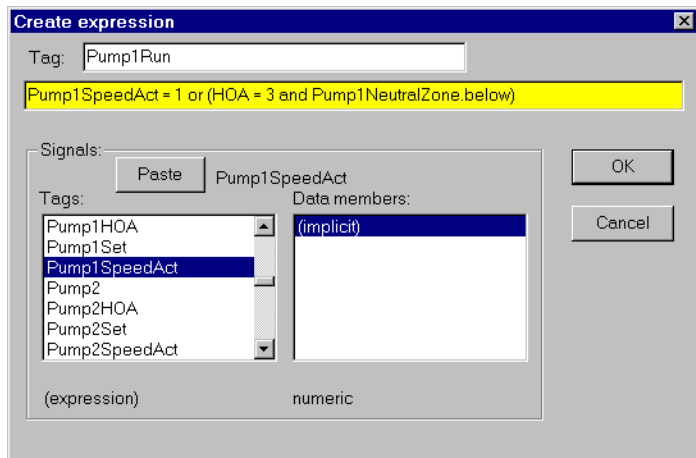 Create expression
Tag: Pump1Run
Pump1SpeedAct = 1 or (HOA = 3 and Pump1NeutralZone.below)
Signals:
Paste Pump1SpeedAct
Tags: Data members:
Pump1HOA (implicit)
Pump1Set
Pump1SpeedAct
Pump2
Pump2HOA
Pump2Set
Pump2SpeedAct
(expression) numeric
OK
Cancel